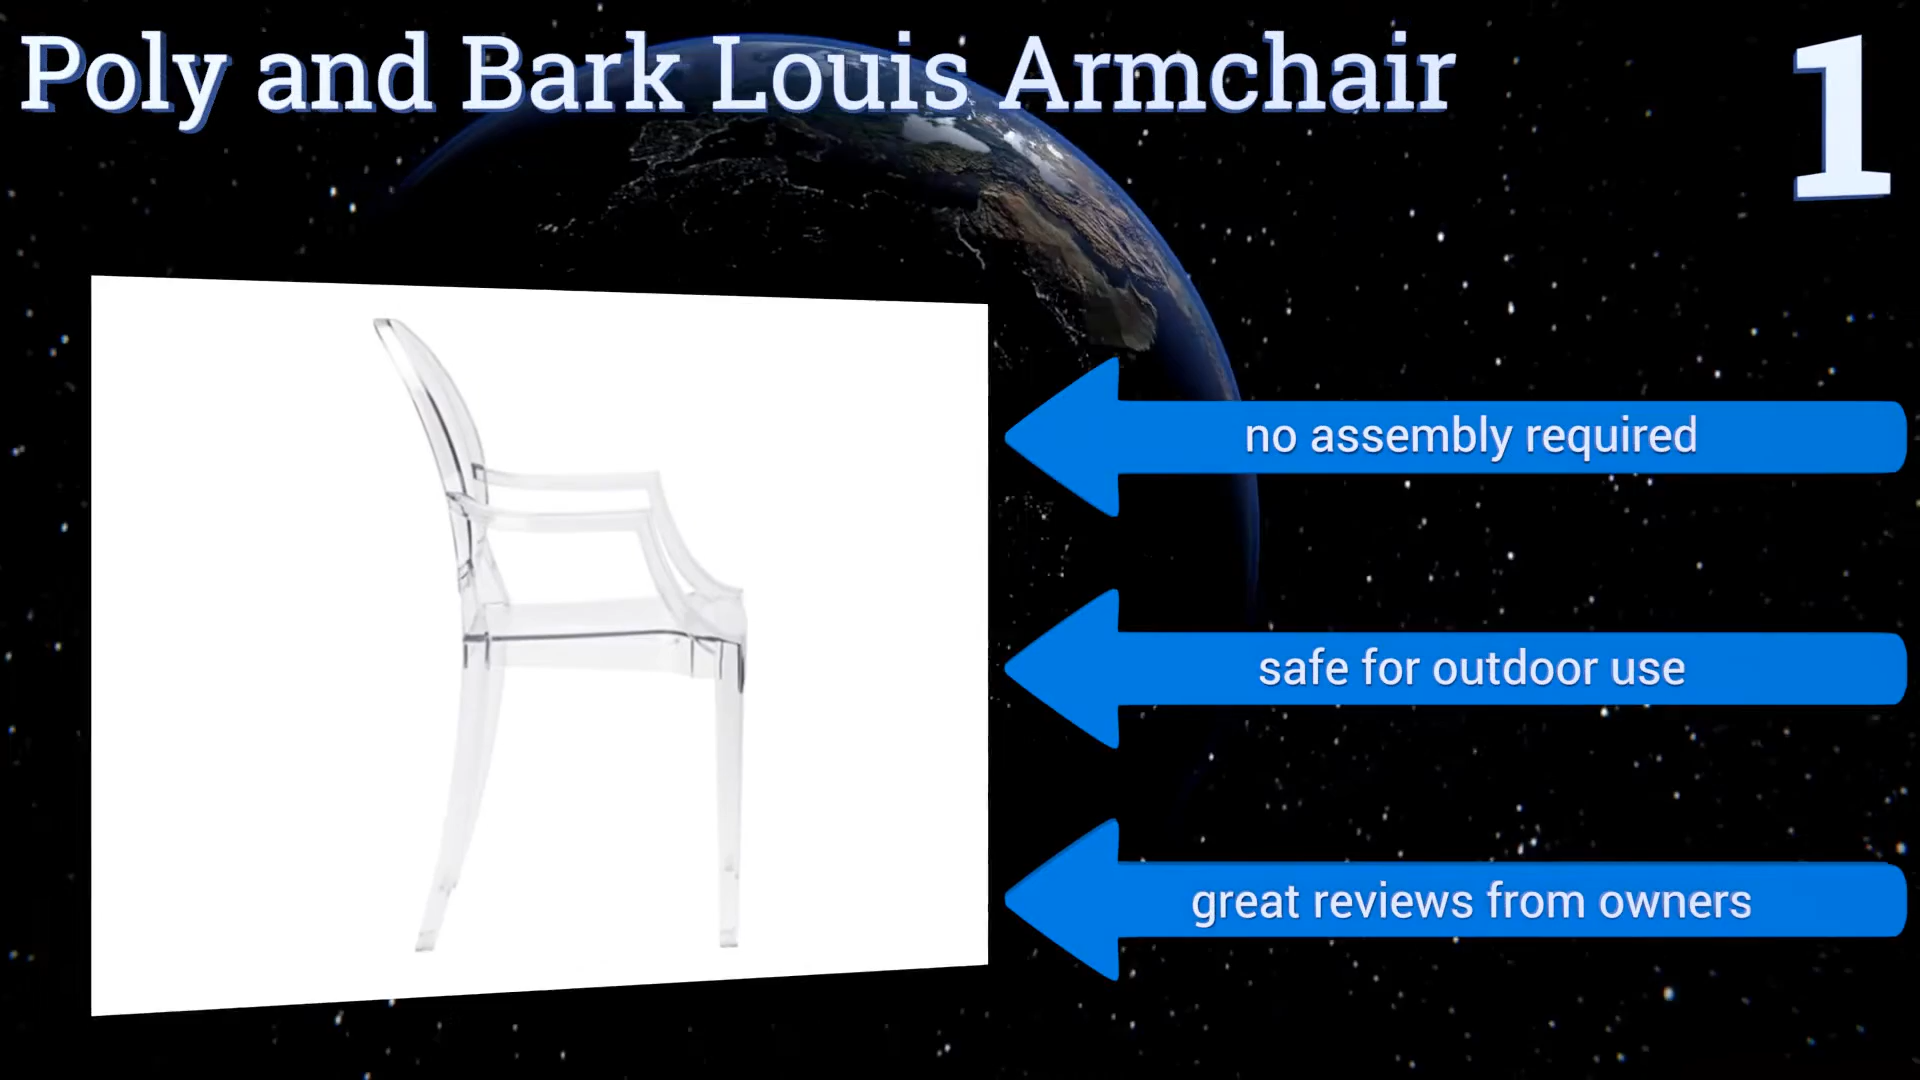 Poly and Bark Louis Armchair
1
no assembly required
safe for outdoor use
great reviews from owners